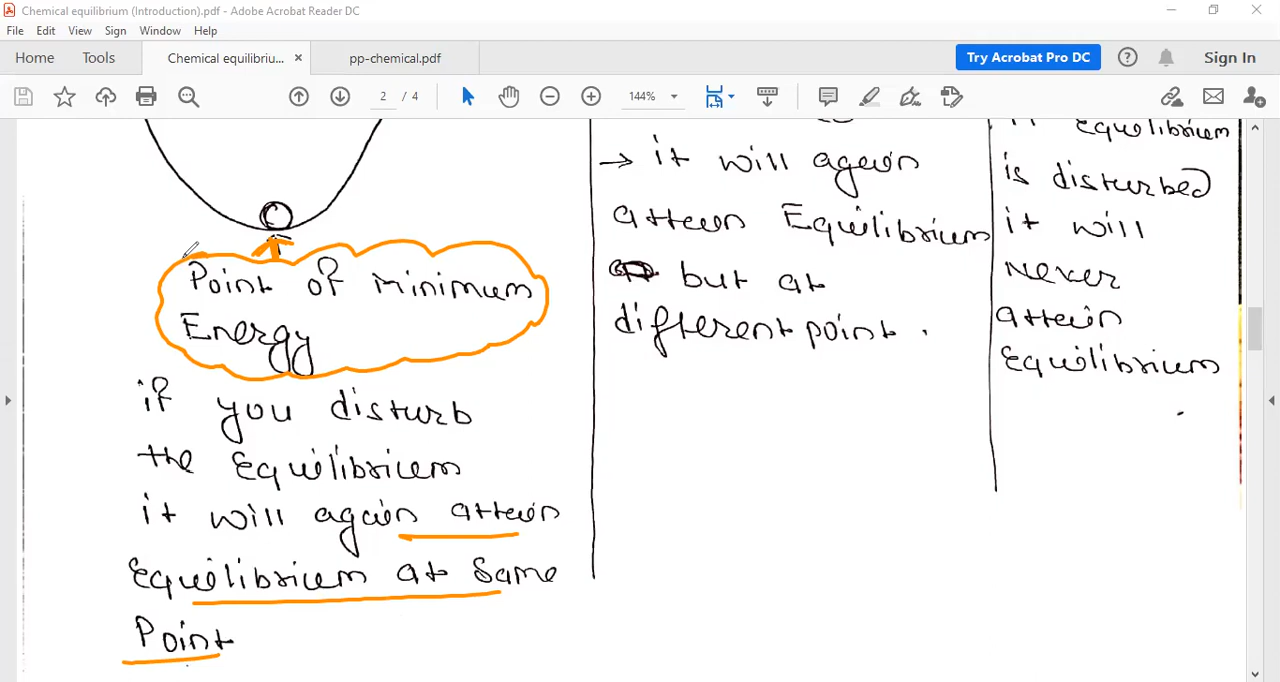 Chemical equilibrium (Introduction).pdf - Adobe Acrobat Reader DC
File Edit View Sign Window Help
Home Tools Chemical equilibriu... × pp-chemical.pdf Try Acrobat Pro DC Sign In
2 / 4 144%
Point of Minimum
Energy
if you disturb
the Equilibrium
it will again attain
Equilibrium at Same
Point
→ it will again
attain Equilibrium
but at
different point .
Equilibrium
is disturbed
it will
Never
attain
Equilibrium
.